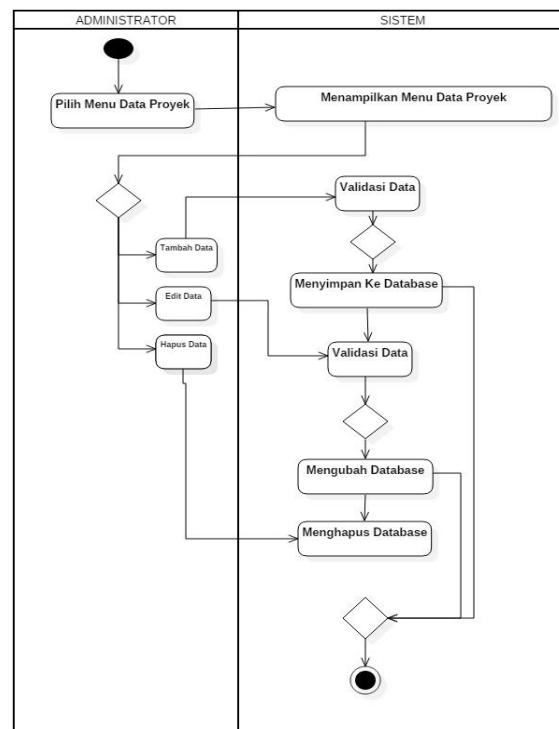 ADMINISTRATOR
SISTEM
Pilih Menu Data Proyek
Menampilkan Menu Data Proyek
Validasi Data
Tambah Data
Menyimpan Ke Database
Edit Data
Validasi Data
Hapus Data
Mengubah Database
Menghapus Database